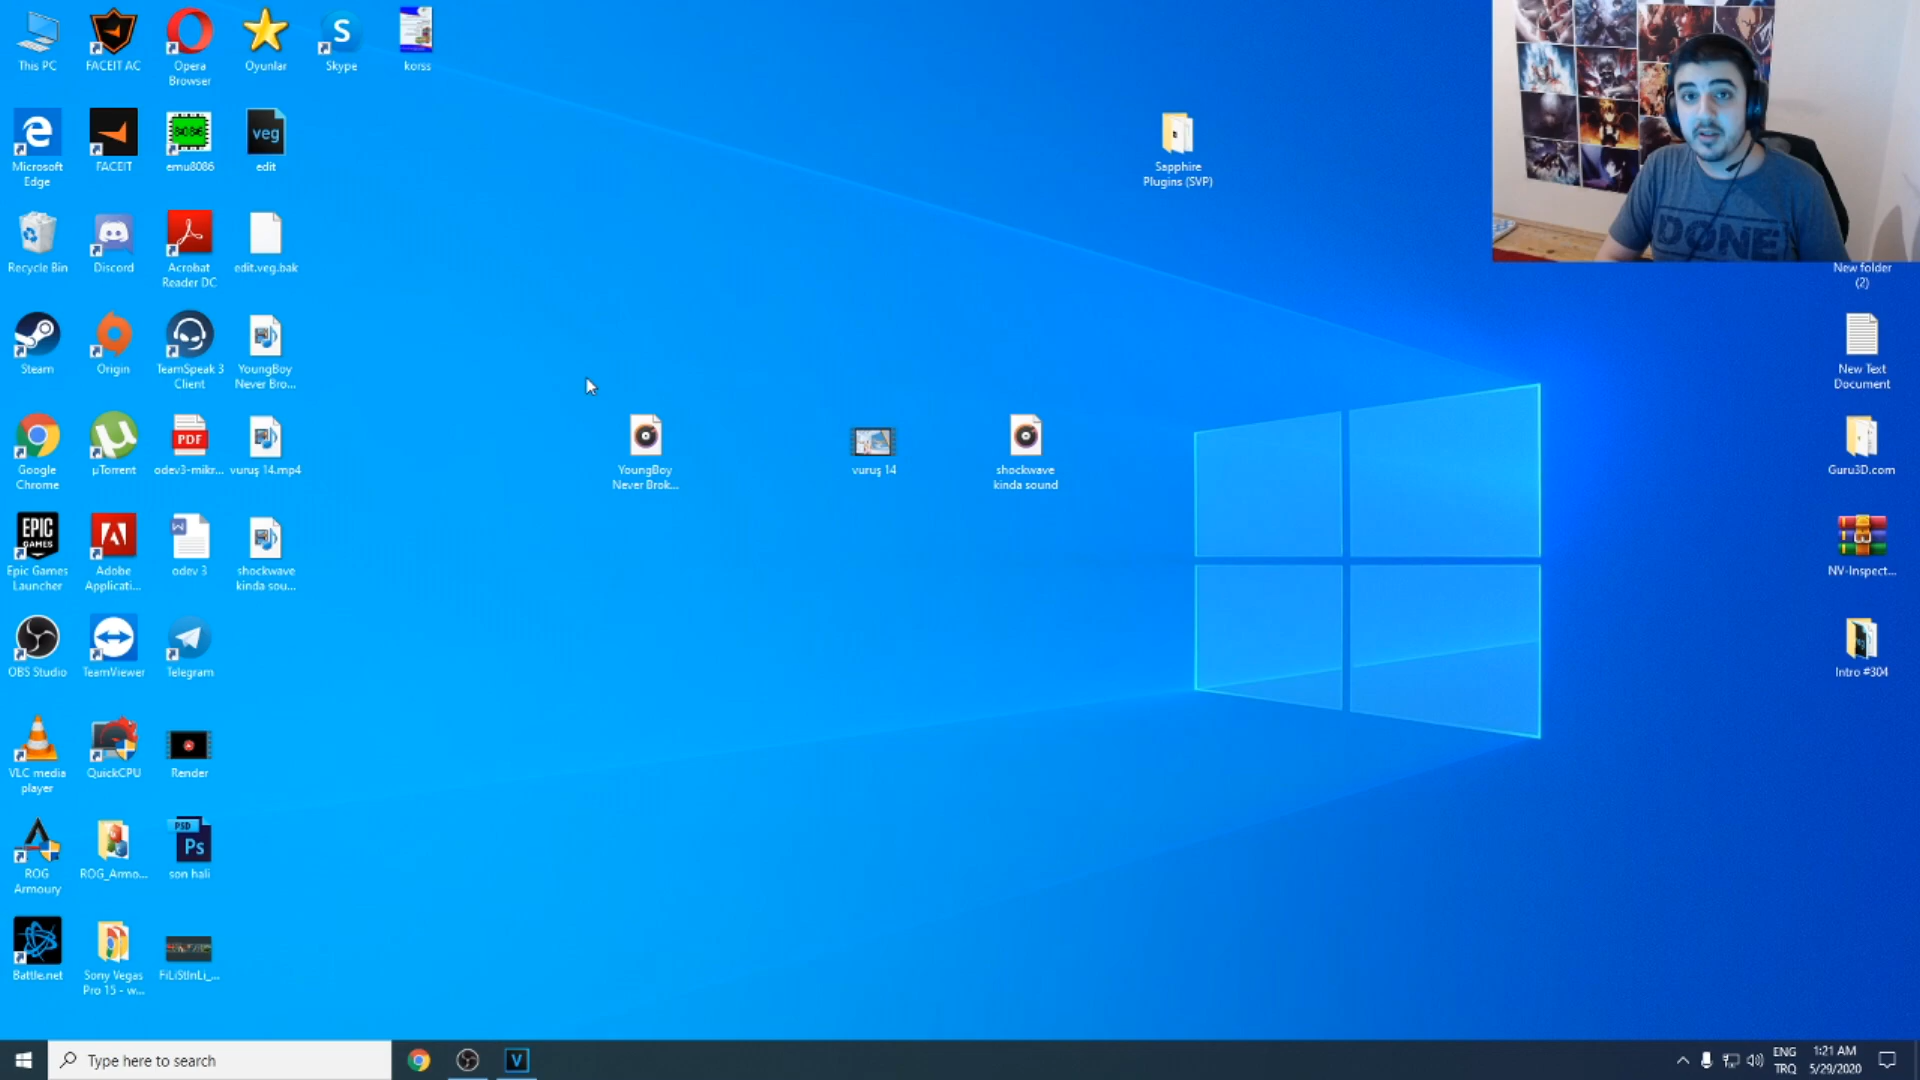 This PC
FACEIT AC
Opera
Browser
Oyunlar
S
Skype
korss
Microsoft
Edge
FACEIT
8086
emu8086
veg
edit
Sapphire
Plugins (SVP)
DONE
Recycle Bin
Discord
Acrobat
Reader DC
edit.veg.bak
New folder
(2)
Steam
Origin
TeamSpeak 3
Client
YoungBoy
Never Bro...
New Text
Document
Google
Chrome
µTorrent
PDF
odev3-mikr...
vuruş 14.mp4
YoungBoy
Never Brok...
vuruş 14
shockwave
kinda sound
Guru3D.com
EPIC
GAMES
Epic Games
Launcher
Adobe
Applicati...
W
odev 3
shockwave
kinda sou...
NV-Inspect...
OBS Studio
TeamViewer
Telegram
Intro #304
VLC media
player
QuickCPU
Render
ROG
Armoury
ROG_Armo...
PSD
Ps
son hali
Battle.net
Sony Vegas
Pro 15 - w...
FiLiStInLi_...
Type here to search
V
ENG
TRQ
1:21 AM
5/29/2020